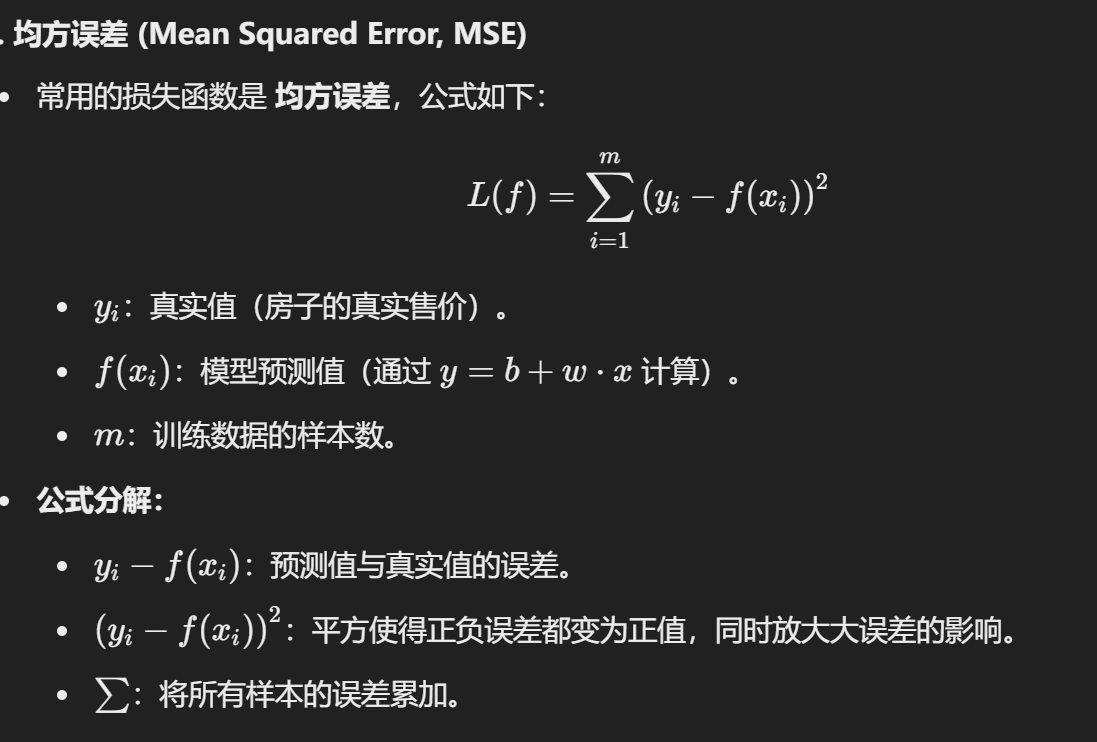 . 均方误差 (Mean Squared Error, MSE)
• 常用的损失函数是 均方误差，公式如下：
L(f) = ∑_{i=1}^{m} (y_i − f(x_i))^2
• y_i：真实值（房子的真实售价）。
• f(x_i)：模型预测值（通过 y = b + w · x 计算）。
• m：训练数据的样本数。
• 公式分解：
• y_i − f(x_i)：预测值与真实值的误差。
• (y_i − f(x_i))^2：平方使得正负误差都变为正值，同时放大大误差的影响。
• ∑：将所有样本的误差累加。